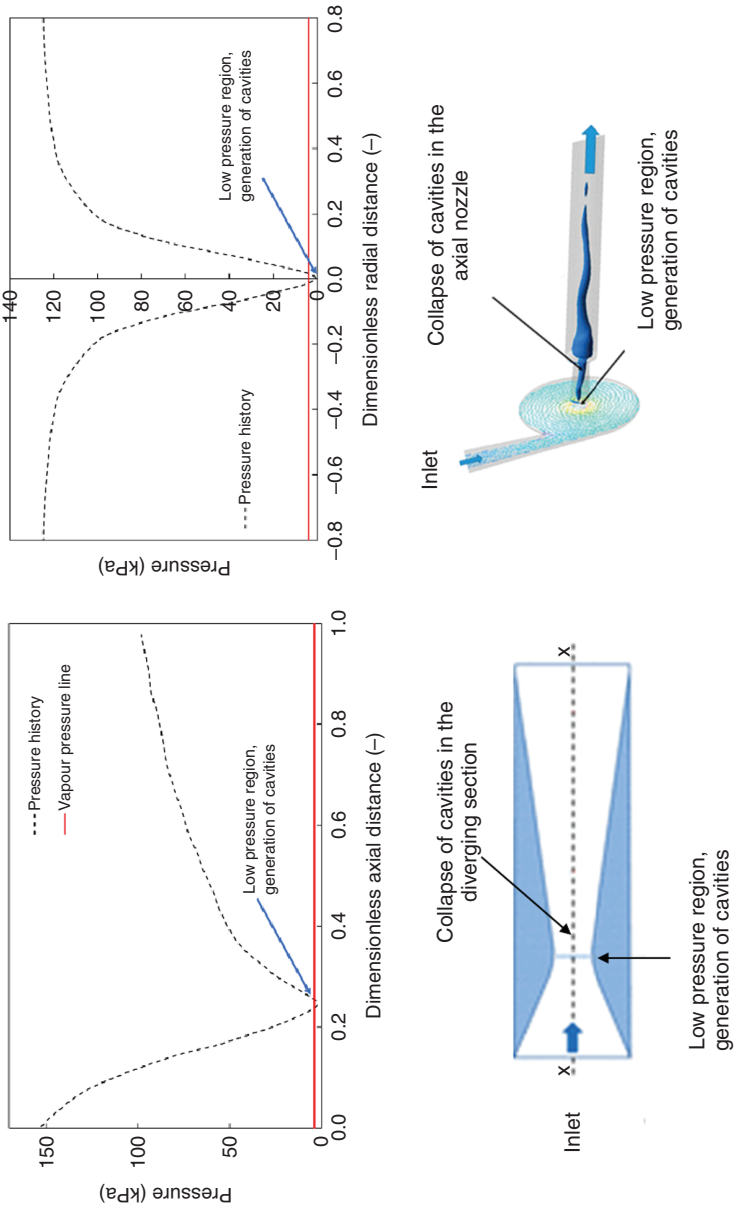 150
100
50
0
Pressure (kPa)
0.0
0.2
0.4
0.6
0.8
1.0
Dimensionless axial distance (–)
Pressure history
Vapour pressure line
Low pressure region,
generation of cavities
140
120
100
80
60
40
20
0
Pressure (kPa)
–0.8
–0.6
–0.4
–0.2
0.0
0.2
0.4
0.6
0.8
Dimensionless radial distance (–)
Pressure history
Low pressure region,
generation of cavities
Inlet
x
x
Collapse of cavities in the
diverging section
Low pressure region,
generation of cavities
Inlet
Collapse of cavities in the
axial nozzle
Low pressure region,
generation of cavities